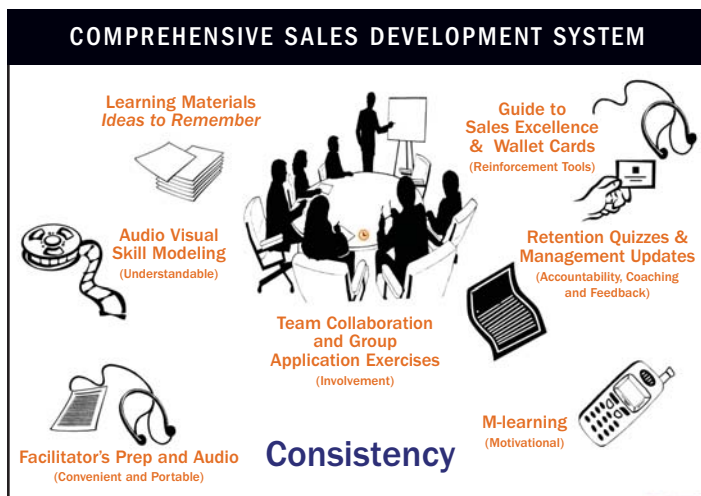 COMPREHENSIVE SALES DEVELOPMENT SYSTEM
Learning Materials
Ideas to Remember
Guide to
Sales Excellence
& Wallet Cards
(Reinforcement Tools)
Audio Visual
Skill Modeling
(Understandable)
Retention Quizzes &
Management Updates
(Accountability, Coaching
and Feedback)
Team Collaboration
and Group
Application Exercises
(Involvement)
M-learning
(Motivational)
Facilitator's Prep and Audio
(Convenient and Portable)
Consistency